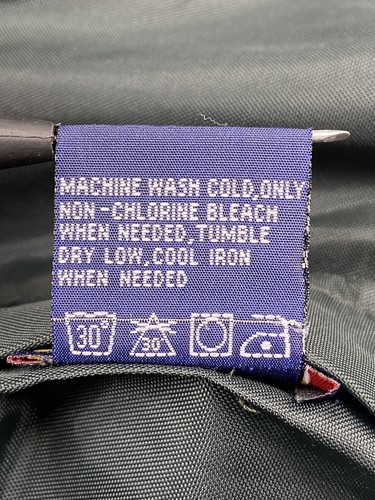 MACHINE WASH COLD,ONLY
NON-CHLORINE BLEACH
WHEN NEEDED,TUMBLE
DRY LOW,COOL IRON
WHEN NEEDED
30° 30